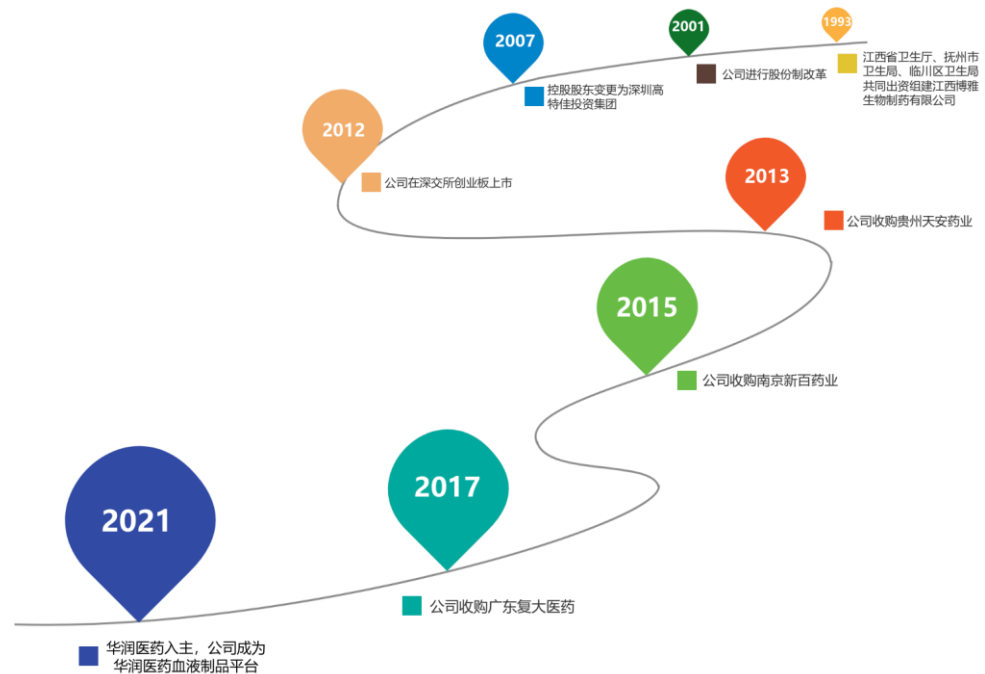 1993
江西省卫生厅、抚州市
卫生局、临川区卫生局
共同出资组建江西博雅
生物制药有限公司
2001
公司进行股份制改革
2007
控股股东变更为深圳高
特佳投资集团
2012
公司在深交所创业板上市
2013
公司收购贵州天安药业
2015
公司收购南京新百药业
2017
公司收购广东复大医药
2021
华润医药入主，公司成为
华润医药血液制品平台